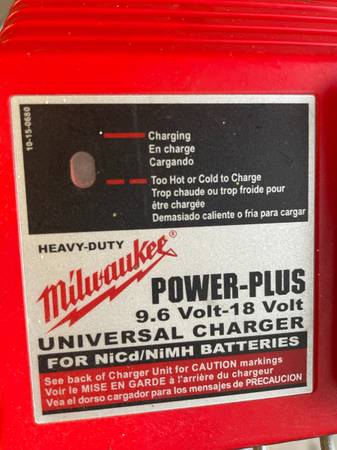 10-15-0680
Charging
En charge
Cargando
Too Hot or Cold to Charge
Trop chaude ou trop froide pour
être chargée
Demasiado caliente o fria para cargar
HEAVY-DUTY
Milwaukee®
POWER-PLUS
9.6 Volt-18 Volt
UNIVERSAL CHARGER
FOR NiCd/NiMH BATTERIES
See back of Charger Unit for CAUTION markings
Voir le MISE EN GARDE à l'arrière du chargeur
Vea el dorso cargador para los mensajes de PRECAUCION